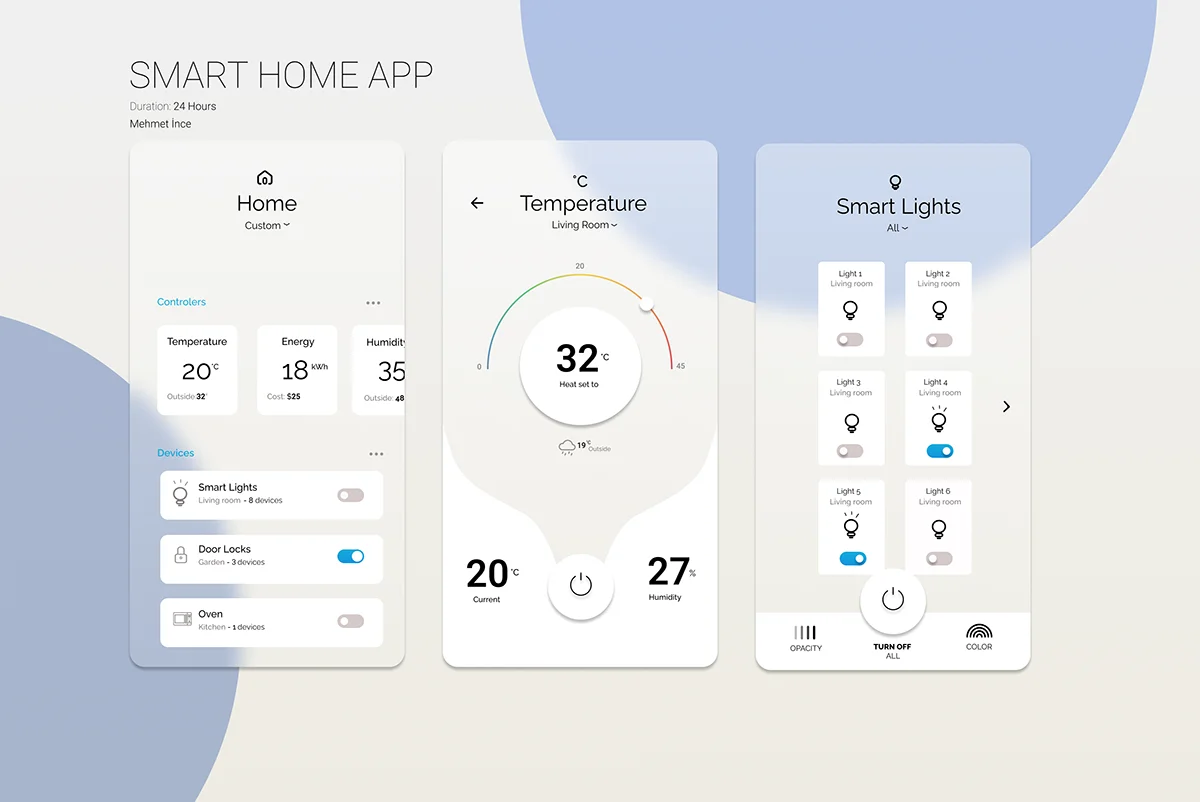 SMART HOME APP
Duration: 24 Hours
Mehmet İnce
Home
Custom
Controlers
Temperature
20°C
Outside 32°
Energy
18 kWh
Cost: $25
Humidity
35
Outside: 48
Devices
Smart Lights
Living room - 8 devices
Door Locks
Garden - 3 devices
Oven
Kitchen - 1 devices
°C
Temperature
Living Room
20
0
45
32°C
Heat set to
19°C Outside
20°C
Current
27%
Humidity
Smart Lights
All
Light 1
Living room
Light 2
Living room
Light 3
Living room
Light 4
Living room
Light 5
Living room
Light 6
Living room
OPACITY
TURN OFF
ALL
COLOR